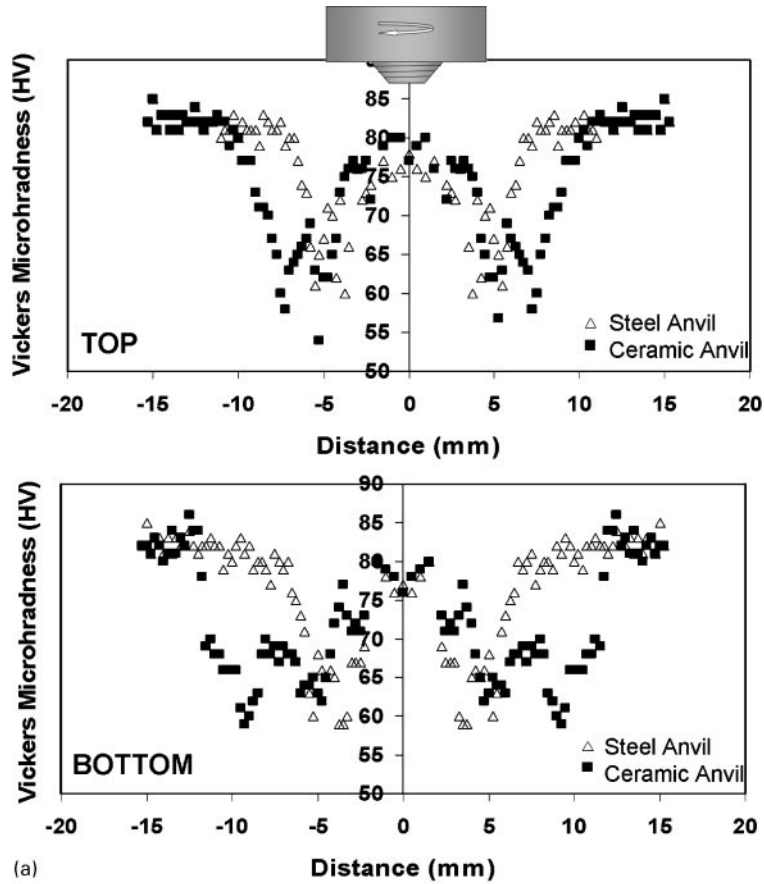 Vickers Microhradness (HV)
85
80
75
70
65
60
55
50
TOP
△ Steel Anvil
■ Ceramic Anvil
-20 -15 -10 -5 0 5 10 15 20
Distance (mm)
Vickers Microhradness (HV)
90
85
80
75
70
65
60
55
50
BOTTOM
△ Steel Anvil
■ Ceramic Anvil
-20 -15 -10 -5 0 5 10 15 20
(a)
Distance (mm)